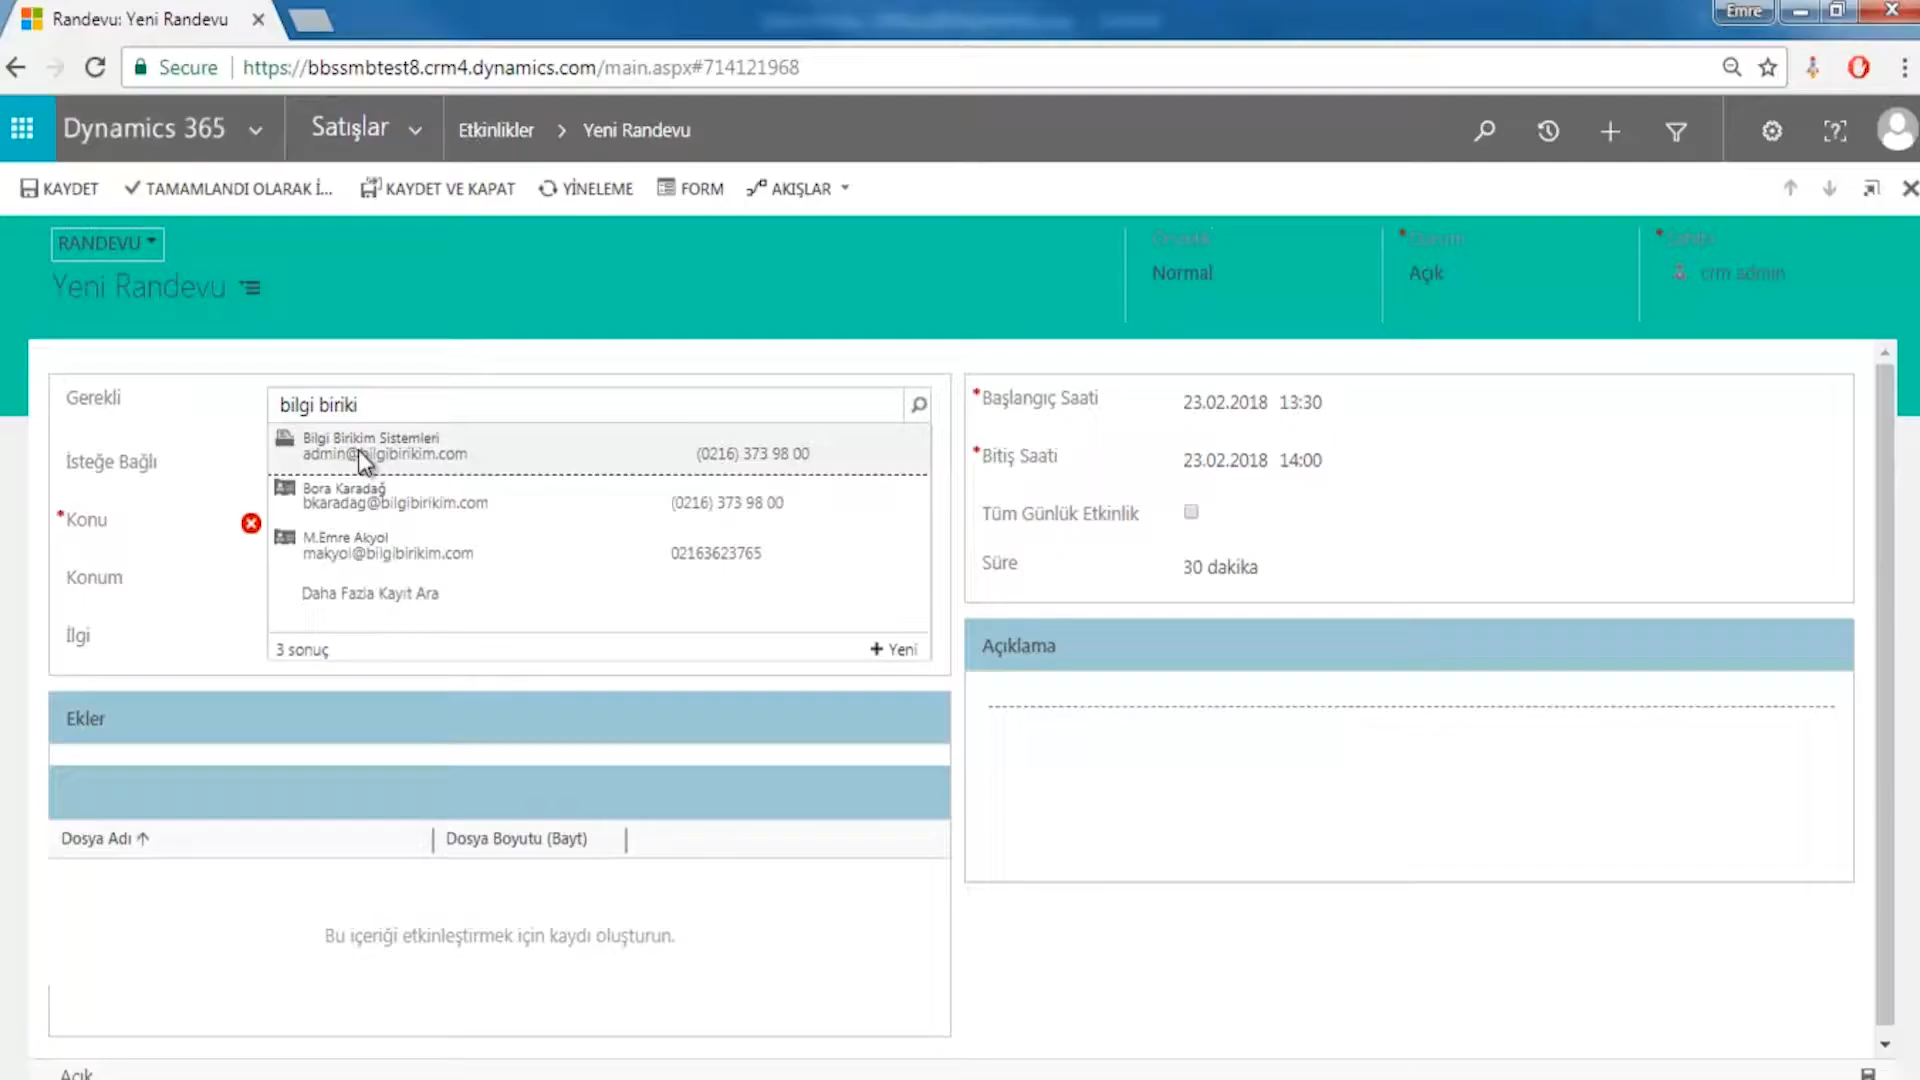 Randevu: Yeni Randevu
Emre
Secure
https://bbssmbtest8.crm4.dynamics.com/main.aspx#714121968
Dynamics 365
Satışlar
Etkinlikler > Yeni Randevu
KAYDET
TAMAMLANDI OLARAK İ...
KAYDET VE KAPAT
YİNELEME
FORM
AKIŞLAR
RANDEVU
Yeni Randevu
Normal
Açık
crm admin
Gerekli
bilgi biriki
Bilgi Birikim Sistemleri
admin@bilgibirikim.com
(0216) 373 98 00
Bora Karadağ
bkaradag@bilgibirikim.com
(0216) 373 98 00
M.Emre Akyol
makyol@bilgibirikim.com
02163623765
Daha Fazla Kayıt Ara
3 sonuç
+ Yeni
İsteğe Bağlı
*Konu
Konum
İlgi
*Başlangıç Saati
23.02.2018 13:30
*Bitiş Saati
23.02.2018 14:00
Tüm Günlük Etkinlik
Süre
30 dakika
Açıklama
Ekler
Dosya Adı ↑
Dosya Boyutu (Bayt)
Bu içeriği etkinleştirmek için kaydı oluşturun.
Açık